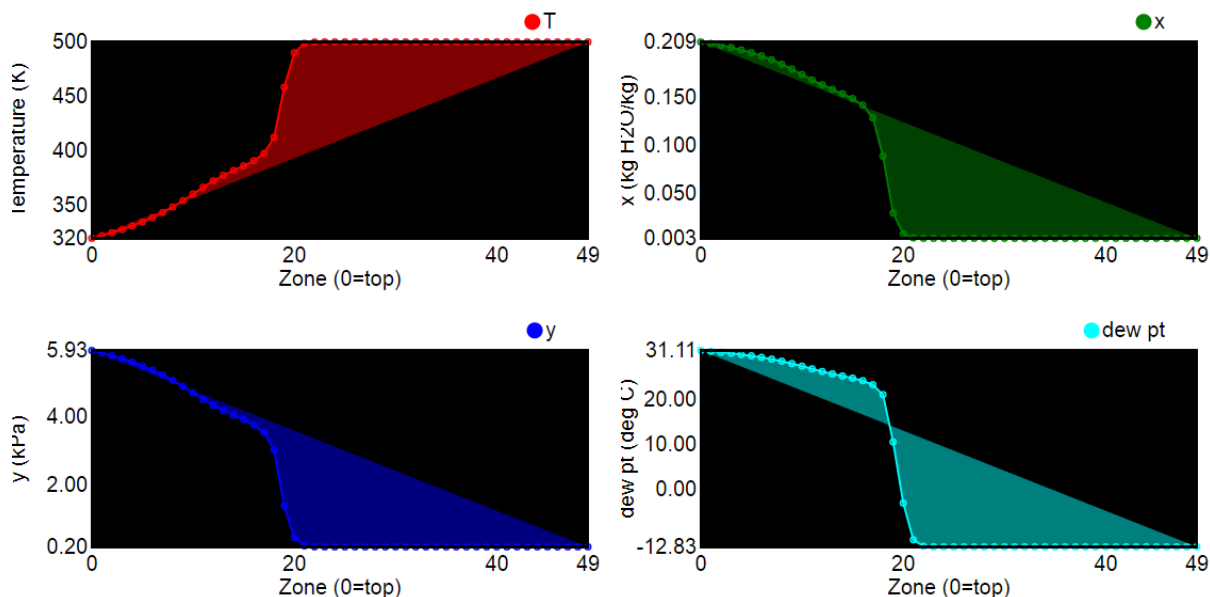 T
500
450
400
350
320
Temperature (K)
0
20
40
49
Zone (0=top)
x
0.209
0.150
0.100
0.050
0.003
x (Kg H2O/kg)
0
20
40
49
Zone (0=top)
y
5.93
4.00
2.00
0.20
y (kPa)
0
20
40
49
Zone (0=top)
dew pt
31.11
20.00
10.00
0.00
-12.83
dew pt (deg C)
0
20
40
49
Zone (0=top)